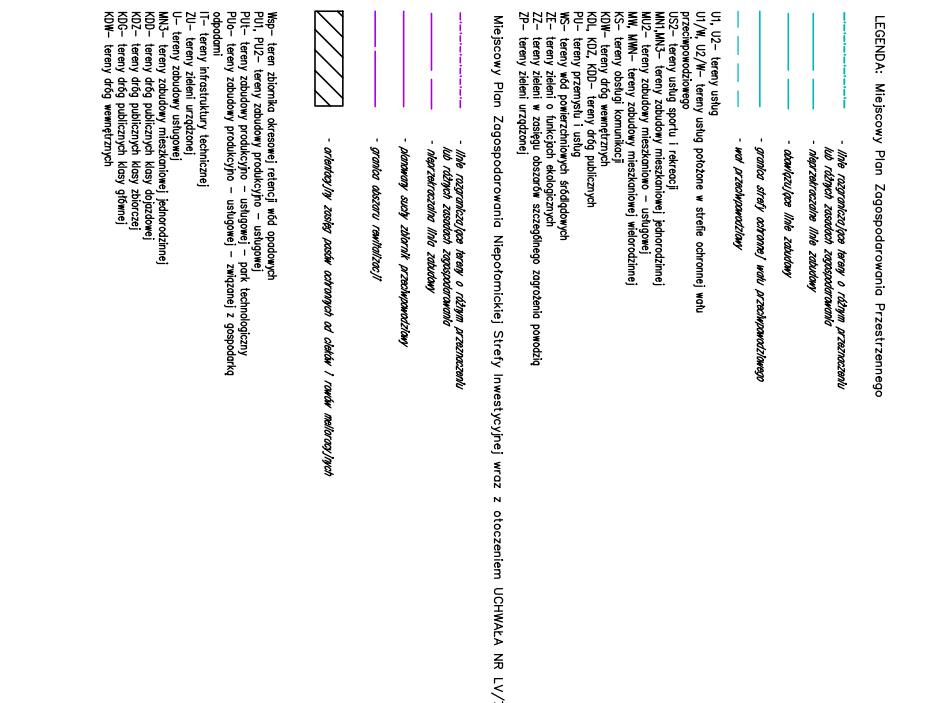 LEGENDA: Miejscowy Plan Zagospodarowania Przestrzennego
- linie rozgraniczające tereny o różnym przeznaczeniu
lub różnych zasadach zagospodarowania
- nieprzekraczalne linie zabudowy
- obowiązujące linie zabudowy
- granica strefy ochronnej wału przeciwpowodziowego
- wał przeciwpowodziowy
U1, U2- tereny usług
U1/W, U2/W- tereny usług położone w strefie ochronnej wału
przeciwpowodziowego
US2- tereny usług sportu i rekreacji
MN1,MN3- tereny zabudowy mieszkaniowej jednorodzinnej
MU2- tereny zabudowy mieszkaniowo - usługowej
MW, MWN- tereny zabudowy mieszkaniowej wielorodzinnej
KS- tereny obsługi komunikacji
KDW- tereny dróg wewnętrznych
KDL, KDZ, KDD- tereny dróg publicznych
PU- tereny przemysłu i usług
WS- tereny wód powierzchniowych śródlądowych
ZE- tereny zieleni o funkcjach ekologicznych
ZZ- tereny zieleni w zasięgu obszarów szczególnego zagrożenia powodzią
ZP- tereny zieleni urządzonej
Miejscowy Plan Zagospodarowania Niepołomickiej Strefy Inwestycyjnej wraz z otoczeniem UCHWAŁA NR LV/
- linie rozgraniczające tereny o różnym przeznaczeniu
lub różnych zasadach zagospodarowania
- nieprzekraczalna linia zabudowy
- planowany suchy zbiornik przeciwpowodziowy
- granica obszaru rewitalizacji
- orientacyjny zasięg pasów ochronnych od cieków i rowów melioracyjnych
Wsp- teren zbiornika okresowej retencji wód opadowych
PU1, PU2- tereny zabudowy produkcyjno - usługowej
PUt- tereny zabudowy produkcyjno - usługowej - park technologiczny
PUo- tereny zabudowy produkcyjno - usługowej - związanej z gospodarką
odpadami
IT- tereny infrastruktury technicznej
ZU- tereny zieleni urządzonej
U- tereny zabudowy usługowej
MN3- tereny zabudowy mieszkaniowej jednorodzinnej
KDD- tereny dróg publicznych klasy dojazdowej
KDZ- tereny dróg publicznych klasy zbiorczej
KDG- tereny dróg publicznych klasy głównej
KDW- tereny dróg wewnętrznych